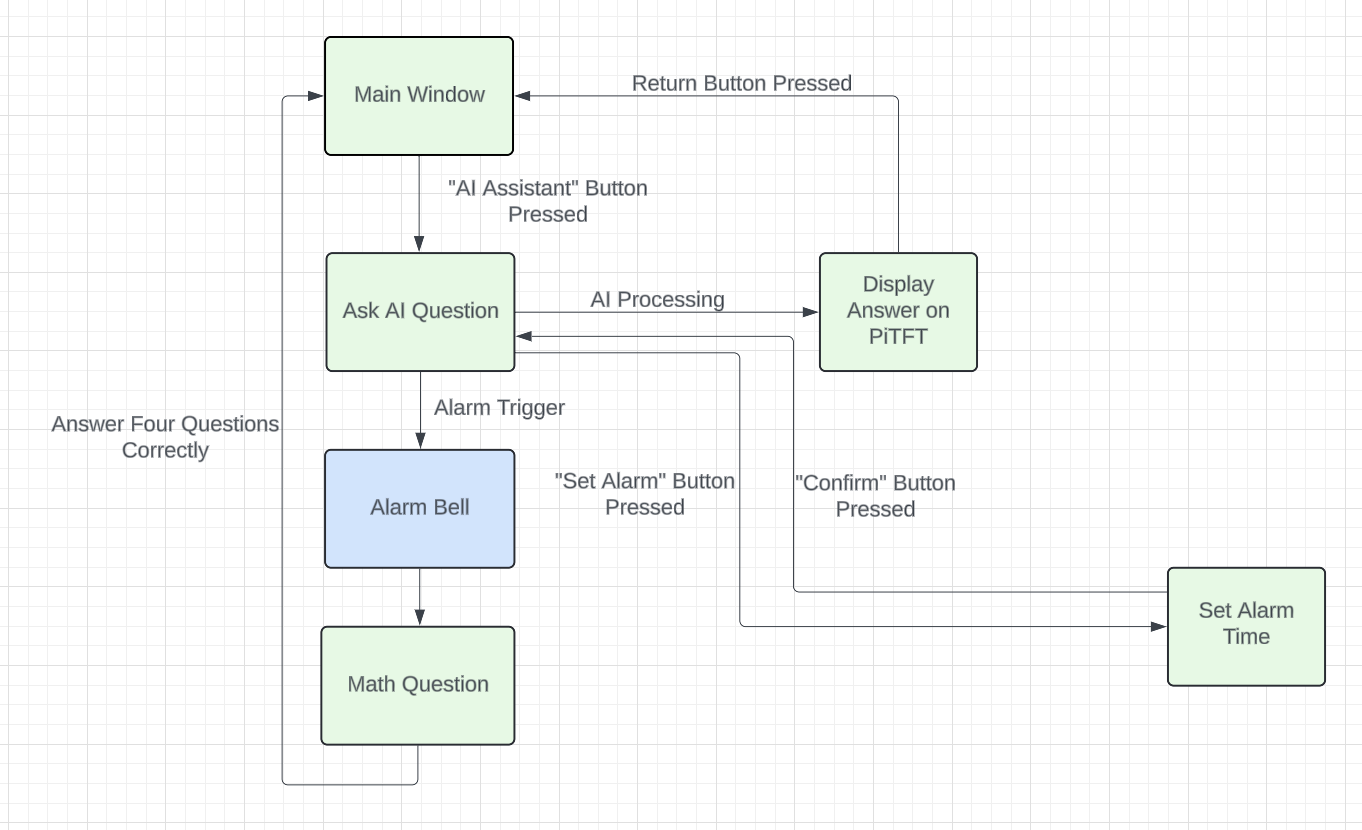 Main Window
Return Button Pressed
"AI Assistant" Button
Pressed
Ask AI Question
AI Processing
Display
Answer on
PiTFT
Alarm Trigger
Answer Four Questions
Correctly
Alarm Bell
"Set Alarm" Button
Pressed
"Confirm" Button
Pressed
Set Alarm
Time
Math Question